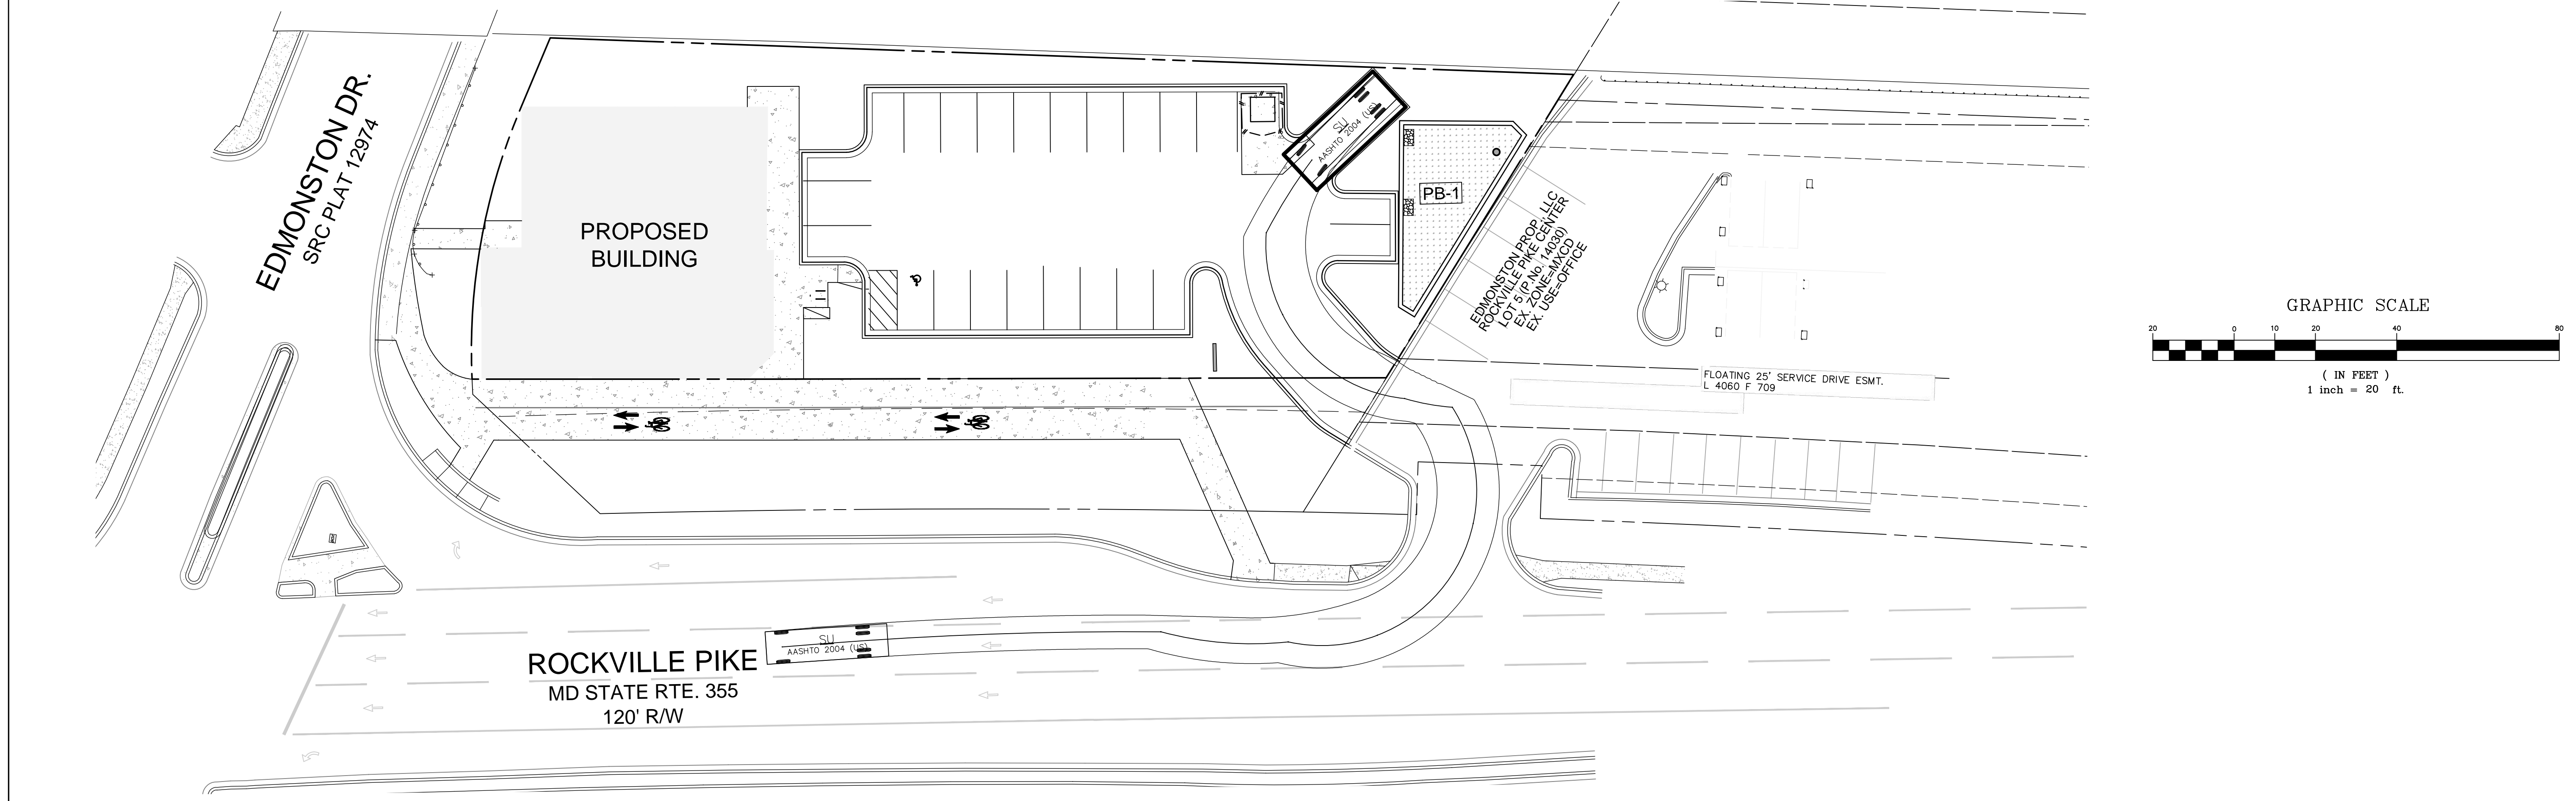 EDMONSTON DR.
SRC PLAT 12974
PROPOSED
BUILDING
SU
AASHTO 2004 (US)
PB-1
EDMONSTON PROP., LLC
ROCKVILLE PIKE CENTER
LOT 5 (P.No. 14030)
EX. ZONE=MXCD
EX. USE=OFFICE
FLOATING 25' SERVICE DRIVE ESMT.
L 4060 F 709
GRAPHIC SCALE
20 0 10 20 40 80
( IN FEET )
1 inch = 20 ft.
SU
AASHTO 2004 (US)
ROCKVILLE PIKE
MD STATE RTE. 355
120' R/W